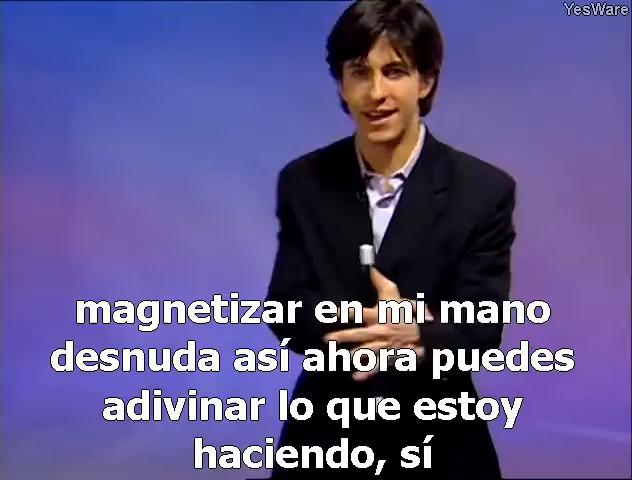 YesWare
magnetizar en mi mano
desnuda así ahora puedes
adivinar lo que estoy
haciendo, sí